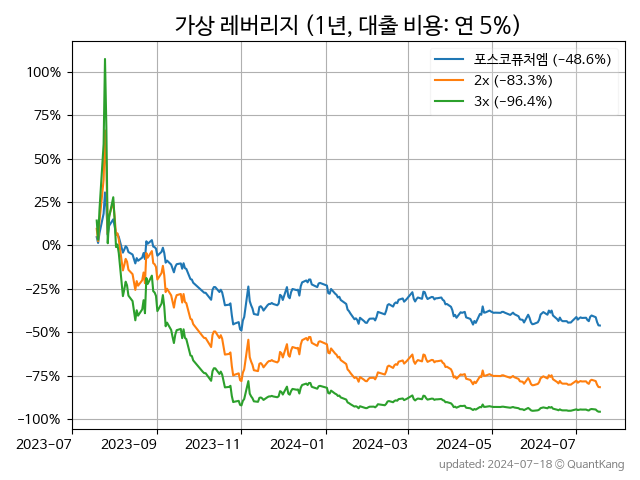 가상 레버리지 (1년, 대출 비용: 연 5%)
포스코퓨처엠 (−48.6%)
2x (−83.3%)
3x (−96.4%)
100%
75%
50%
25%
0%
−25%
−50%
−75%
−100%
2023-07 2023-09 2023-11 2024-01 2024-03 2024-05 2024-07
updated: 2024-07-18 © QuantKang